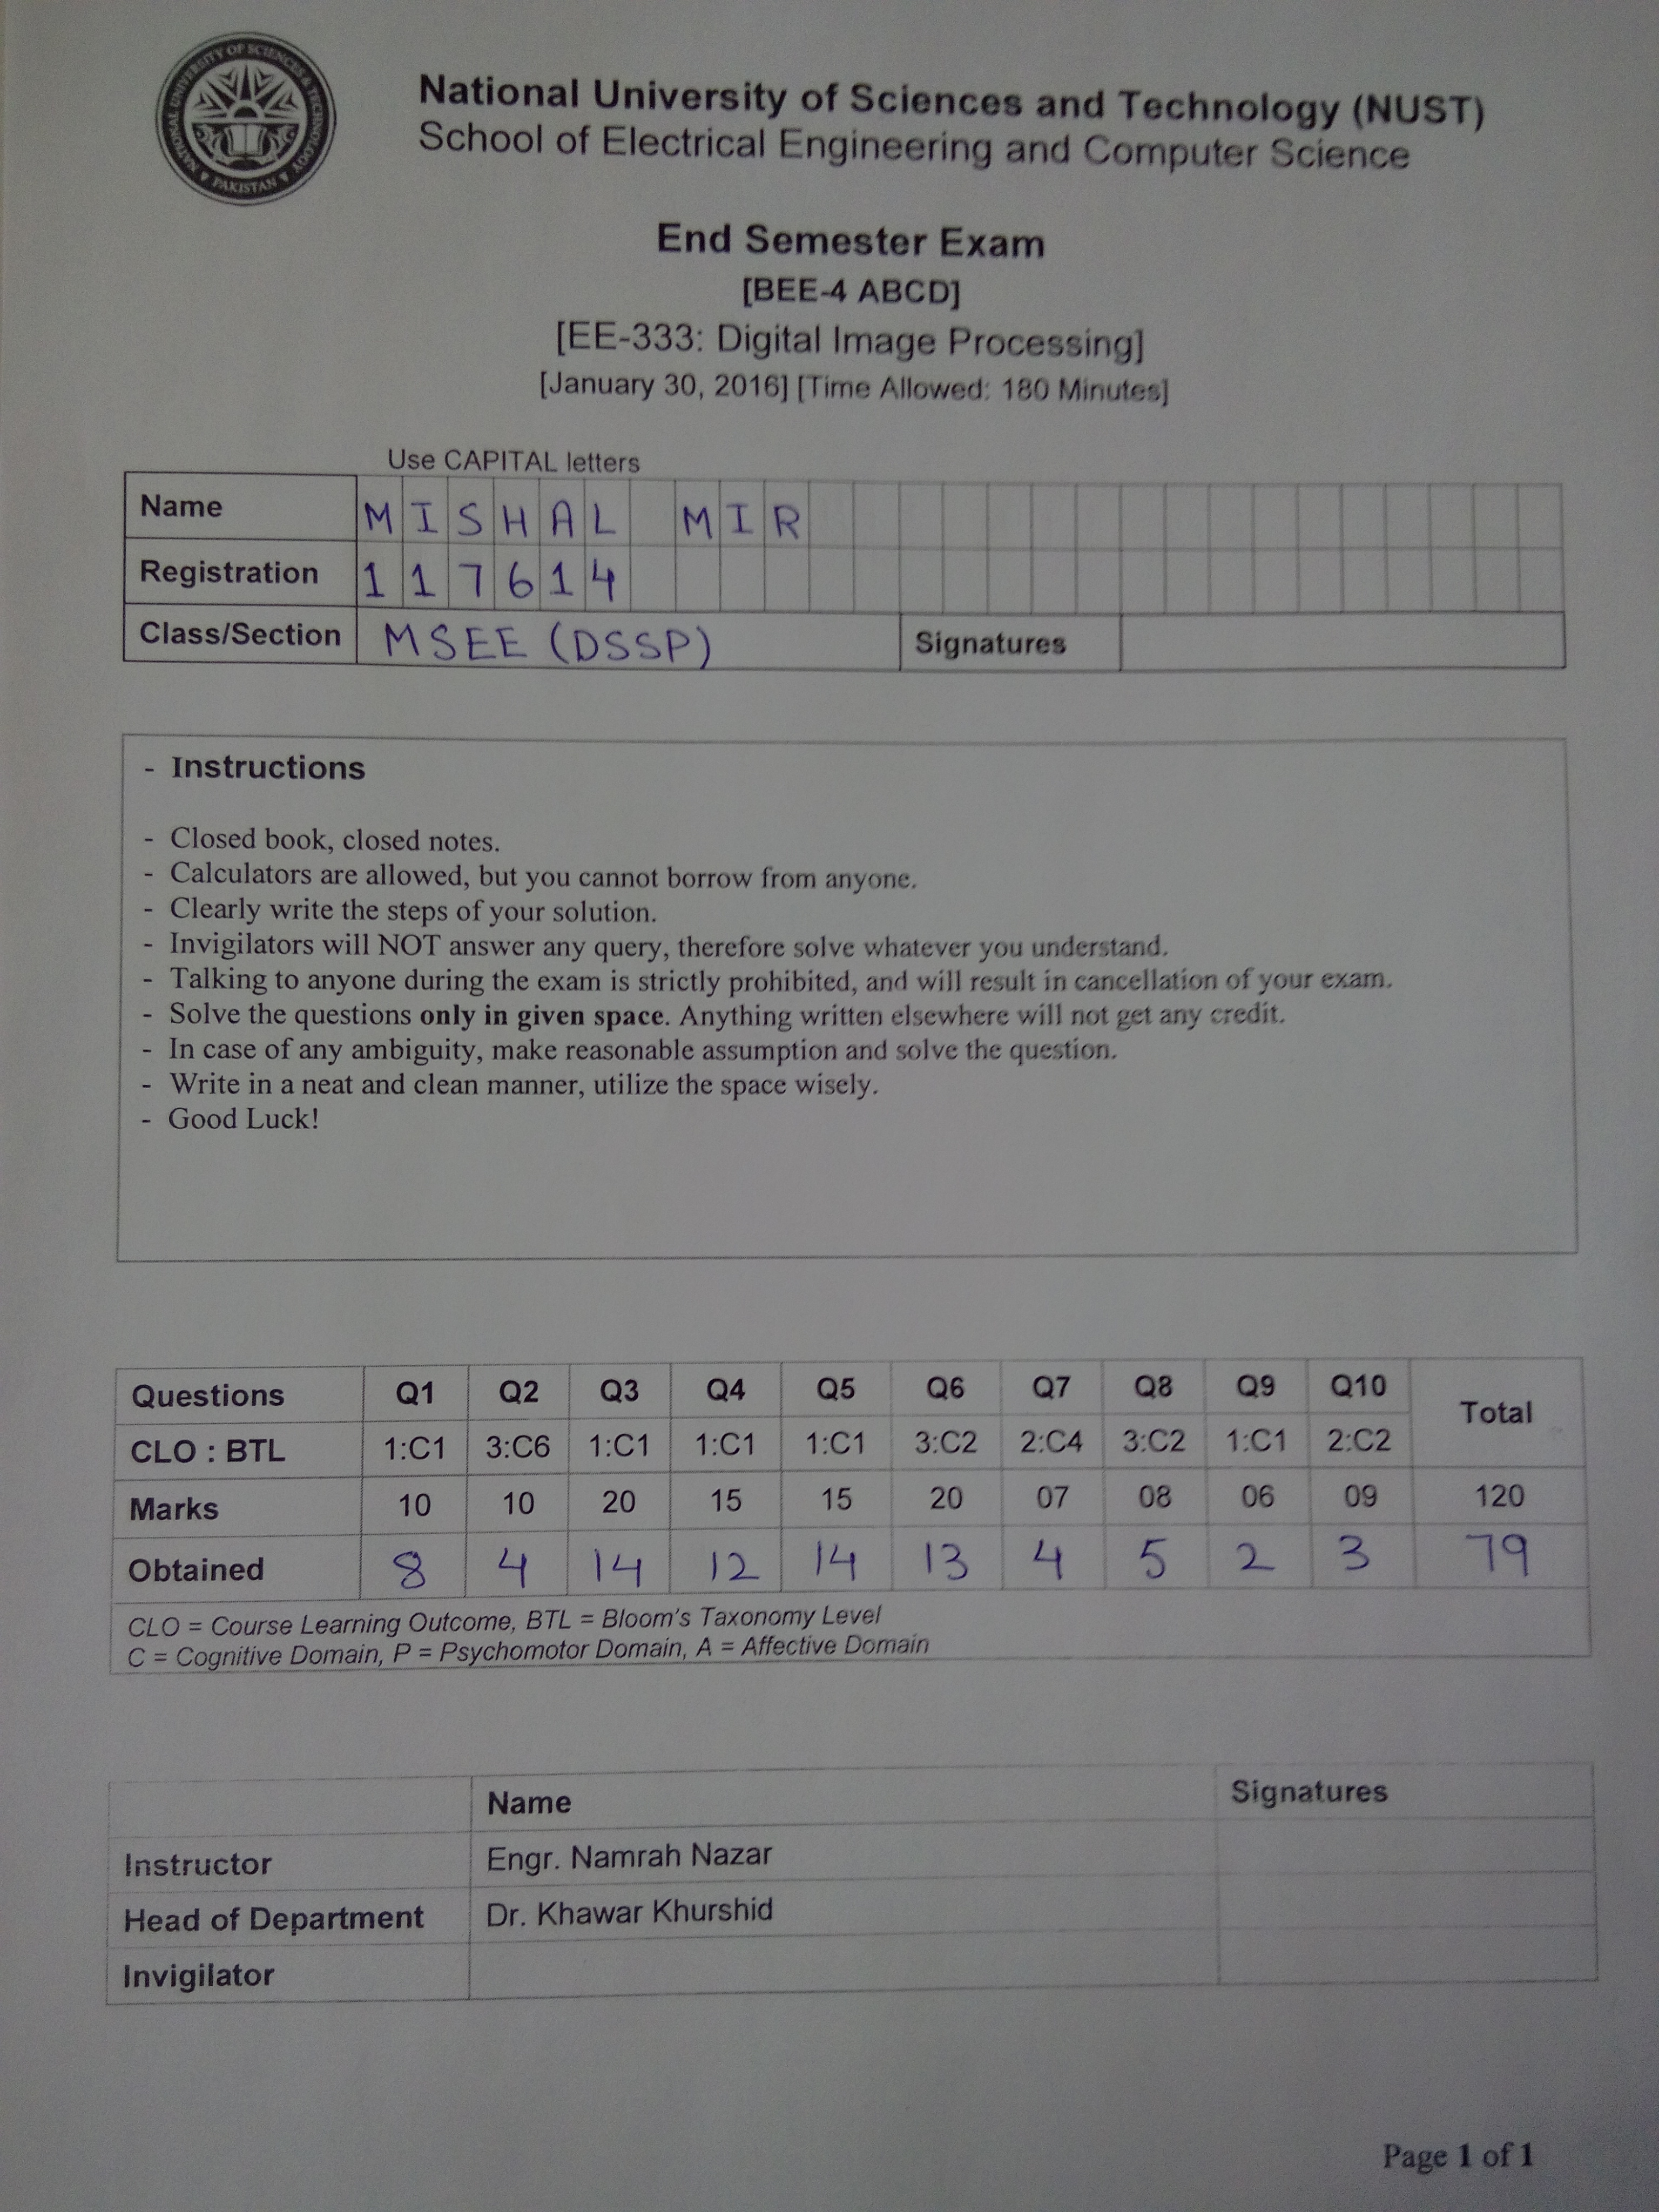 NATIONAL UNIVERSITY OF SCIENCES & TECHNOLOGY
PAKISTAN
National University of Sciences and Technology (NUST)
School of Electrical Engineering and Computer Science
End Semester Exam
[BEE-4 ABCD]
[EE-333: Digital Image Processing]
[January 30, 2016] [Time Allowed: 180 Minutes]
Use CAPITAL letters
Name MISHAL MIR
Registration 117614
Class/Section MSEE (DSSP) Signatures
- Instructions
- Closed book, closed notes.
- Calculators are allowed, but you cannot borrow from anyone.
- Clearly write the steps of your solution.
- Invigilators will NOT answer any query, therefore solve whatever you understand.
- Talking to anyone during the exam is strictly prohibited, and will result in cancellation of your exam.
- Solve the questions only in given space. Anything written elsewhere will not get any credit.
- In case of any ambiguity, make reasonable assumption and solve the question.
- Write in a neat and clean manner, utilize the space wisely.
- Good Luck!
Questions Q1 Q2 Q3 Q4 Q5 Q6 Q7 Q8 Q9 Q10 Total
CLO : BTL 1:C1 3:C6 1:C1 1:C1 1:C1 3:C2 2:C4 3:C2 1:C1 2:C2
Marks 10 10 20 15 15 20 07 08 06 09 120
Obtained 8 4 14 12 14 13 4 5 2 3 79
CLO = Course Learning Outcome, BTL = Bloom's Taxonomy Level
C = Cognitive Domain, P = Psychomotor Domain, A = Affective Domain
Name Signatures
Instructor Engr. Namrah Nazar
Head of Department Dr. Khawar Khurshid
Invigilator
Page 1 of 1